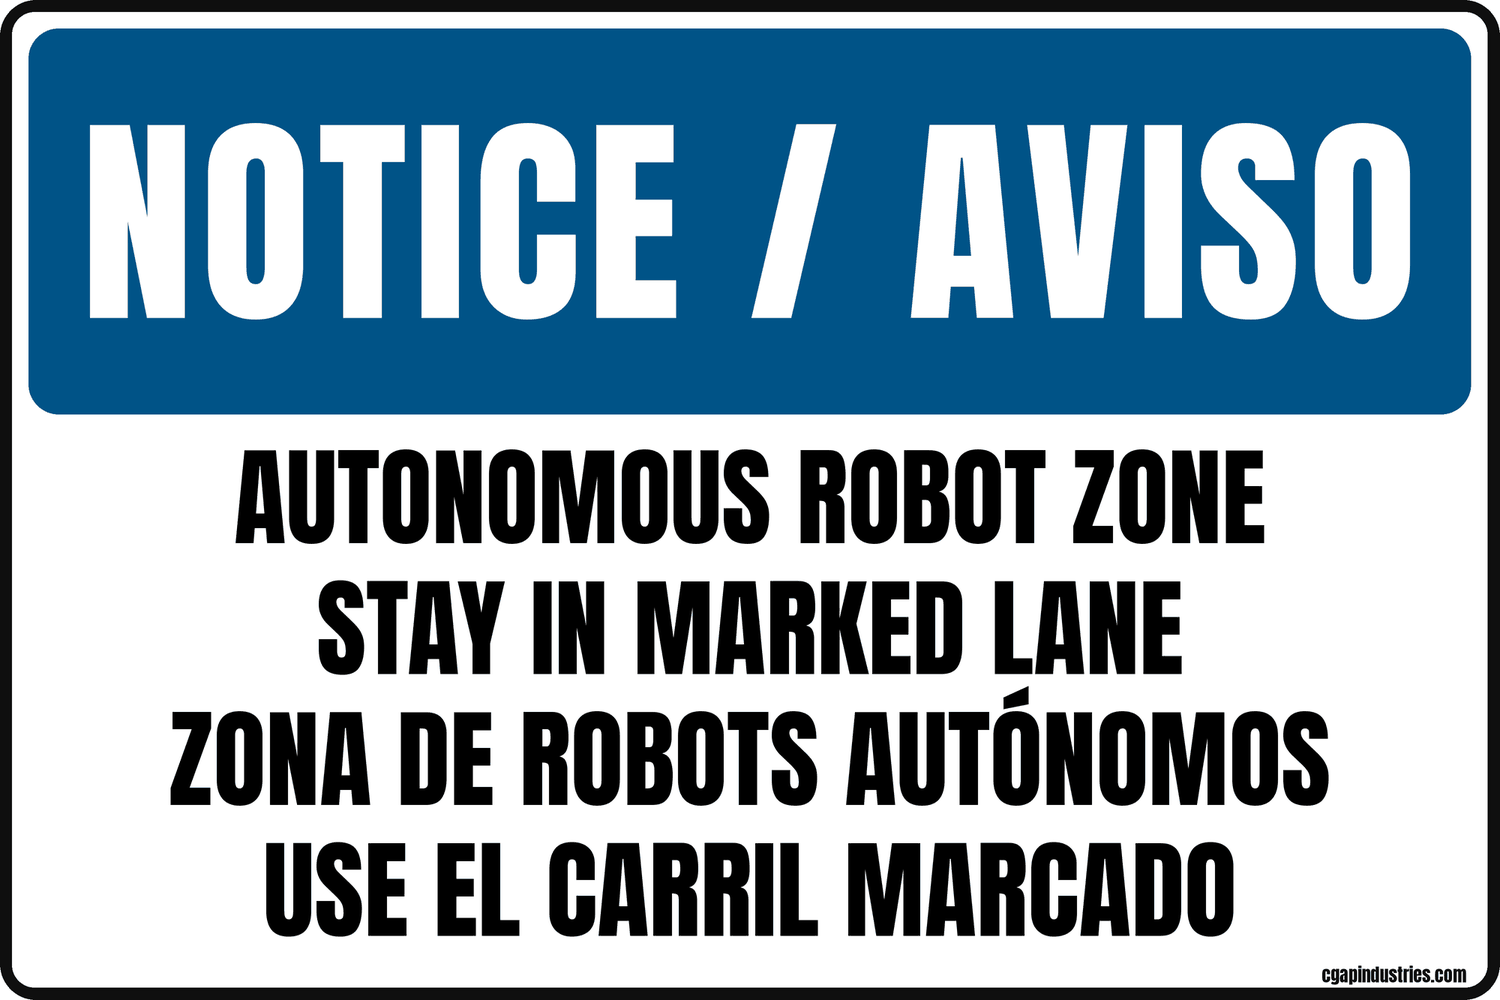 NOTICE / AVISO
AUTONOMOUS ROBOT ZONE
STAY IN MARKED LANE
ZONA DE ROBOTS AUTÓNOMOS
USE EL CARRIL MARCADO
cgapindustries.com